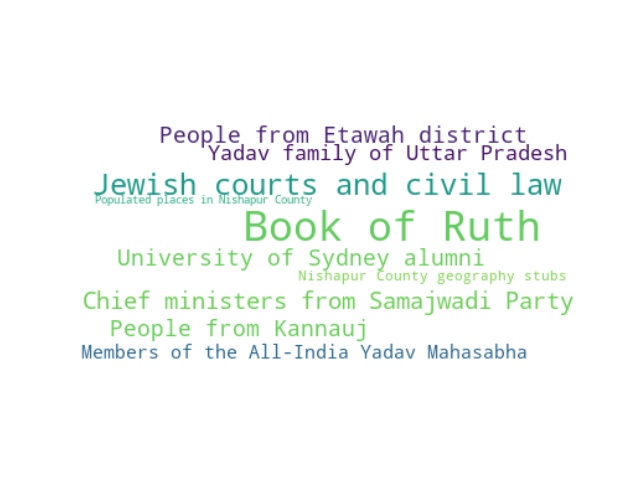 People from Etawah district
Yadav family of Uttar Pradesh
Jewish courts and civil law
Populated places in Nishapur County
Book of Ruth
University of Sydney alumni
Nishapur County geography stubs
Chief ministers from Samajwadi Party
People from Kannauj
Members of the All-India Yadav Mahasabha